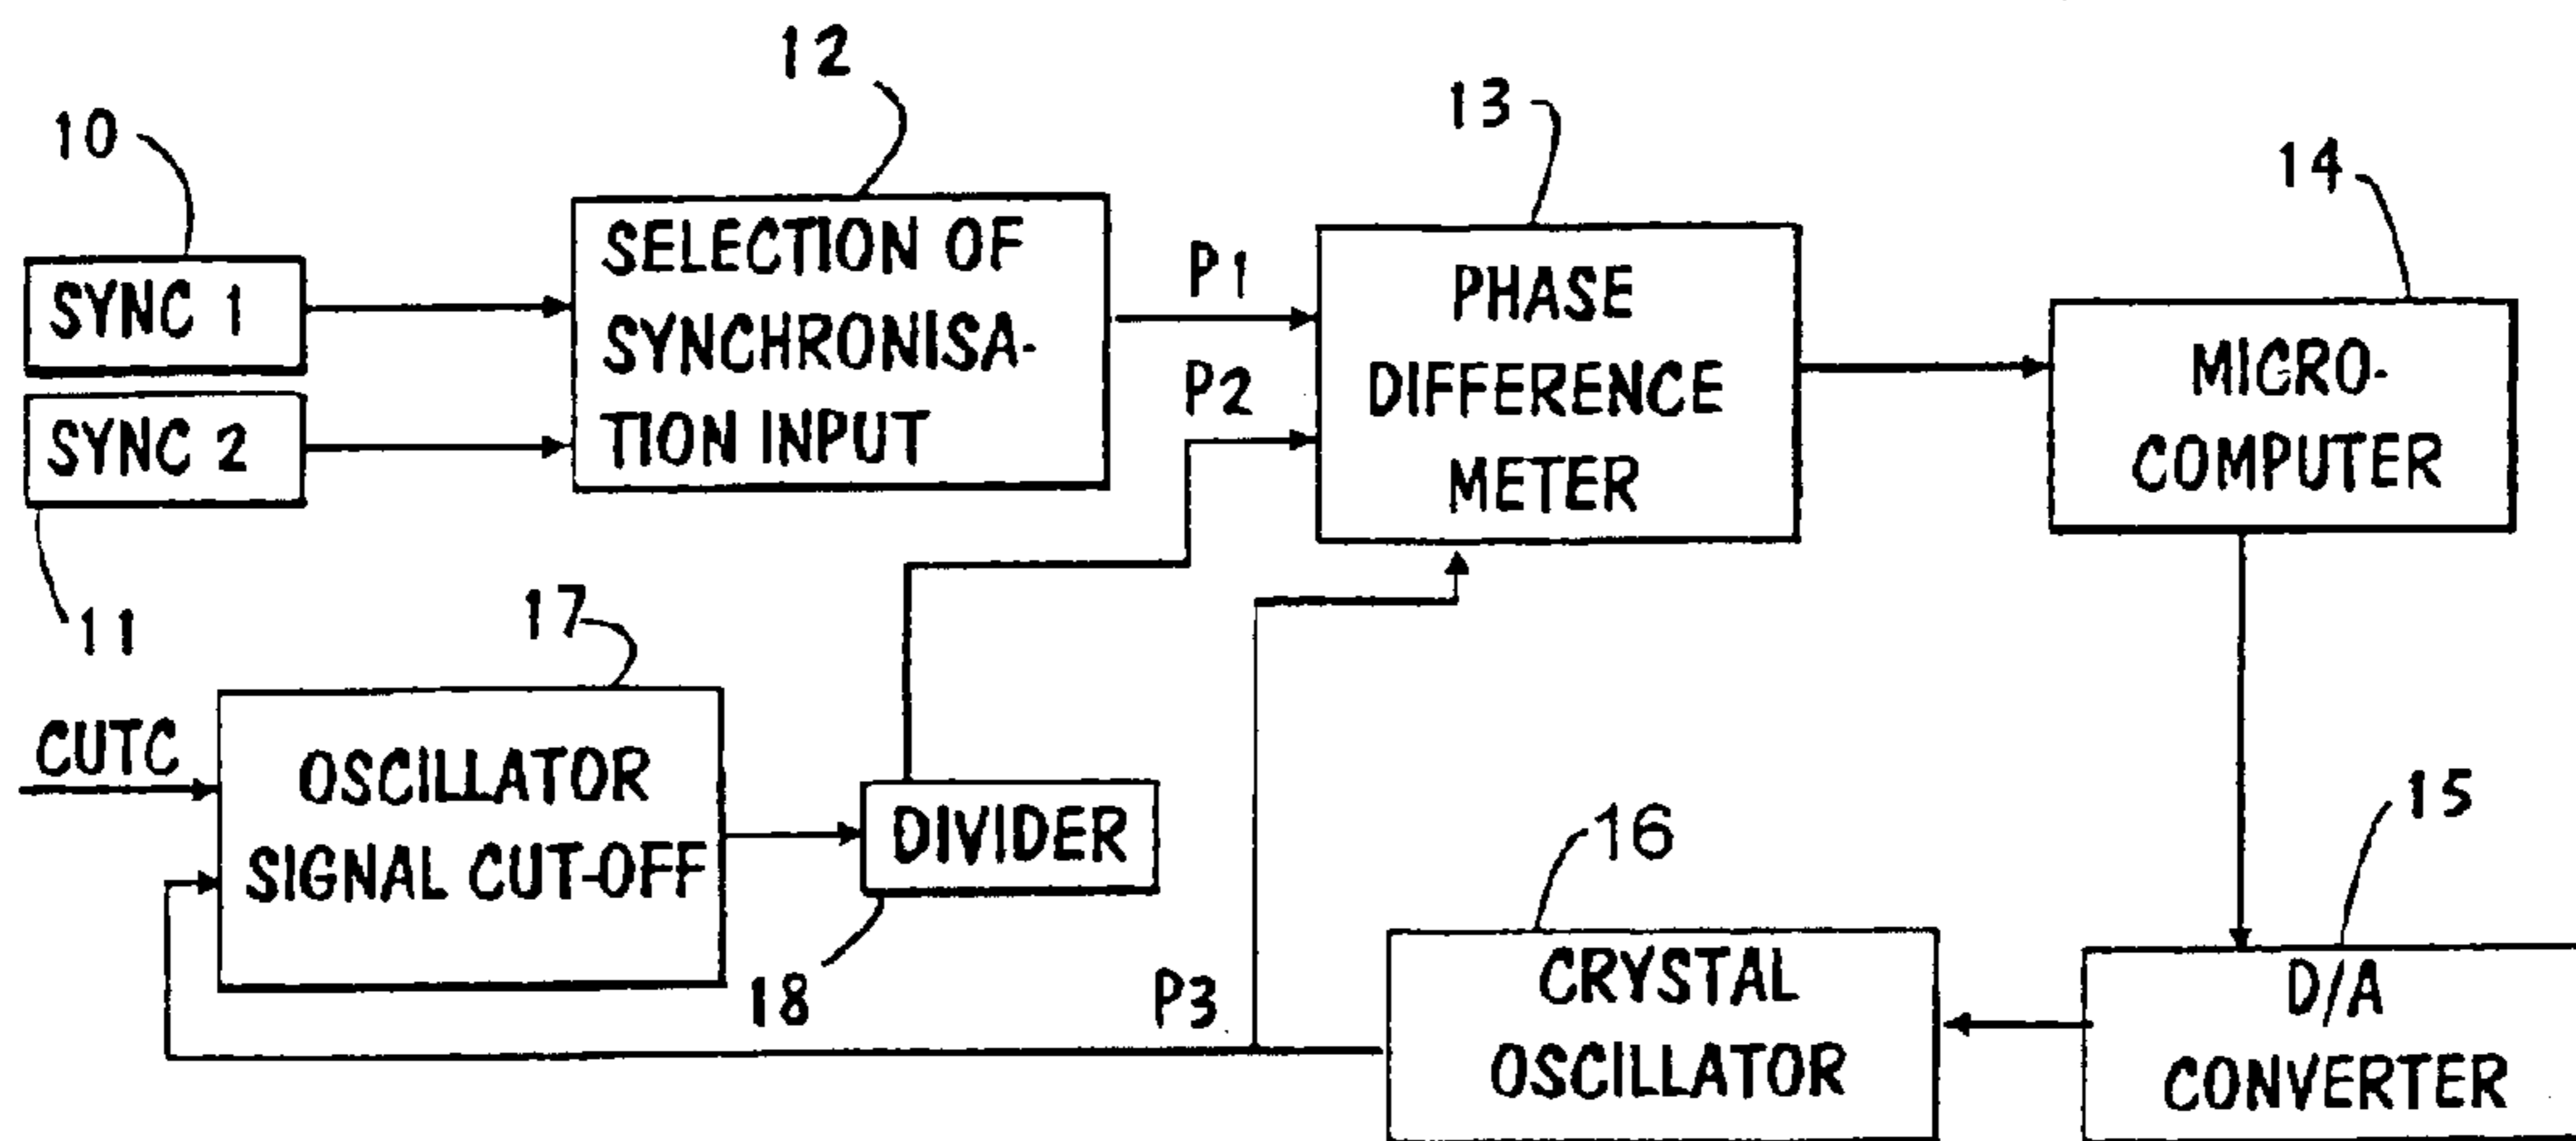 12
10
13
14
SYNC 1
SELECTION OF
SYNCHRONISA-
TION INPUT
P1
PHASE
DIFFERENCE
METER
MICRO-
COMPUTER
SYNC 2
P2
11
17
CUTC
OSCILLATOR
SIGNAL CUT-OFF
DIVIDER
18
16
15
P3
CRYSTAL
OSCILLATOR
D/A
CONVERTER